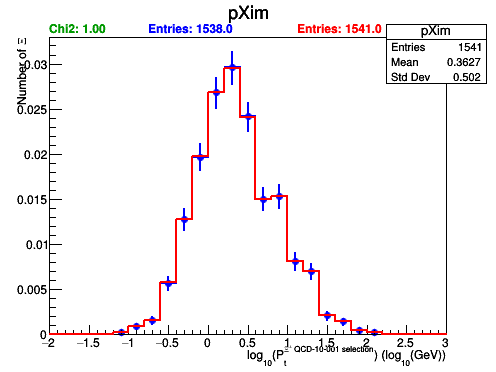 pXim
Chi2: 1.00 Entries: 1538.0 Entries: 1541.0
pXim
Entries 1541
Mean 0.3627
Std Dev 0.502
Number of Ξ
0.03
0.025
0.02
0.015
0.01
0.005
0
−2 −1.5 −1 −0.5 0 0.5 1 1.5 2 2.5 3
log10(PtΞ- QCD-10-001 selection) (log10(GeV))